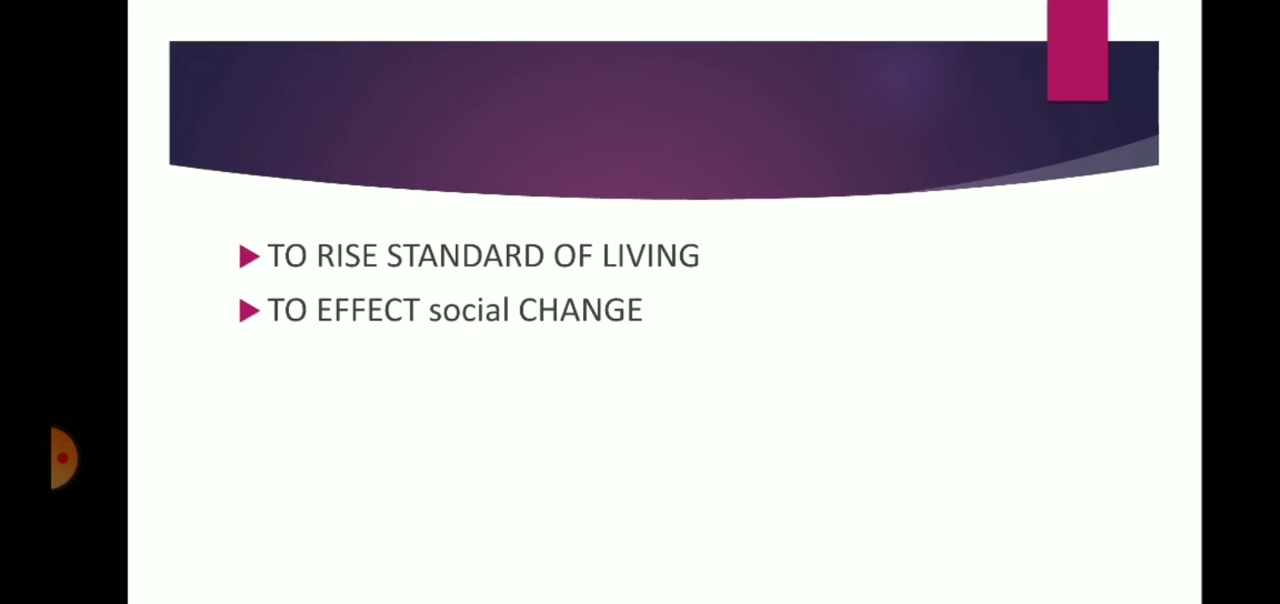 TO RISE STANDARD OF LIVING
TO EFFECT social CHANGE